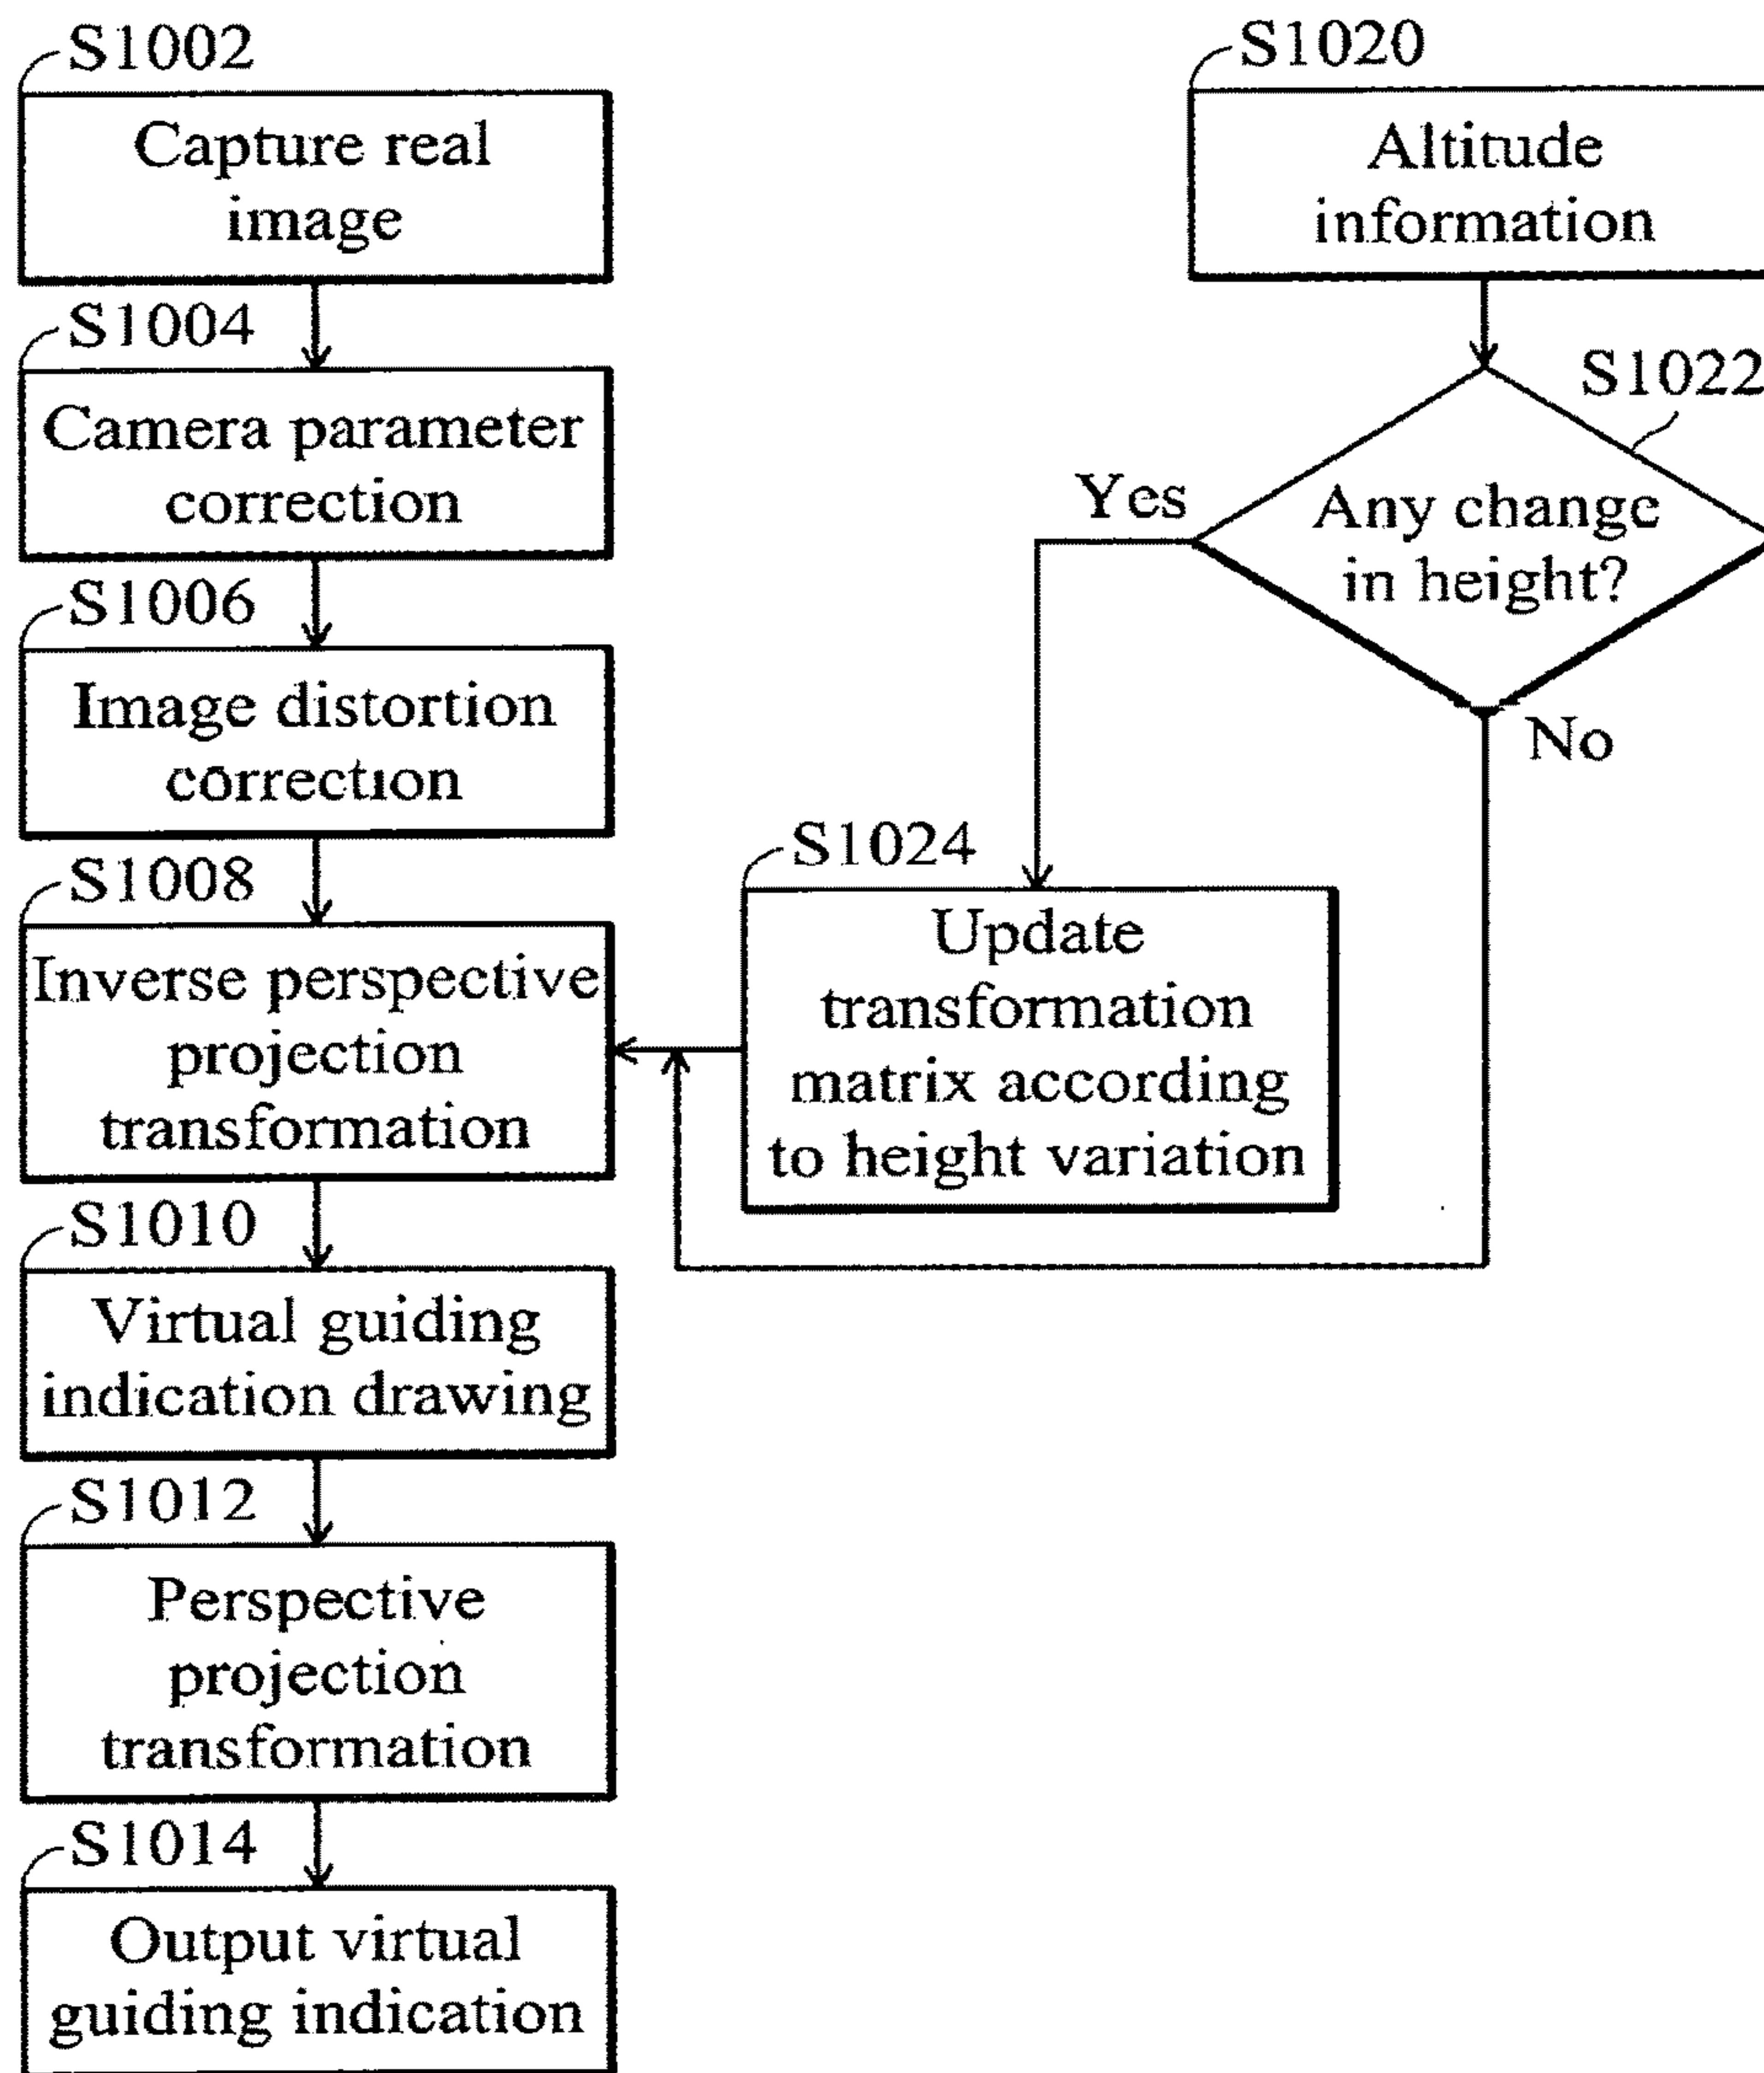 S1002
Capture real
image
S1004
Camera parameter
correction
S1006
Image distortion
correction
S1008
Inverse perspective
projection
transformation
S1010
Virtual guiding
indication drawing
S1012
Perspective
projection
transformation
S1014
Output virtual
guiding indication
S1020
Altitude
information
S1022
Any change
in height?
Yes
No
S1024
Update
transformation
matrix according
to height variation